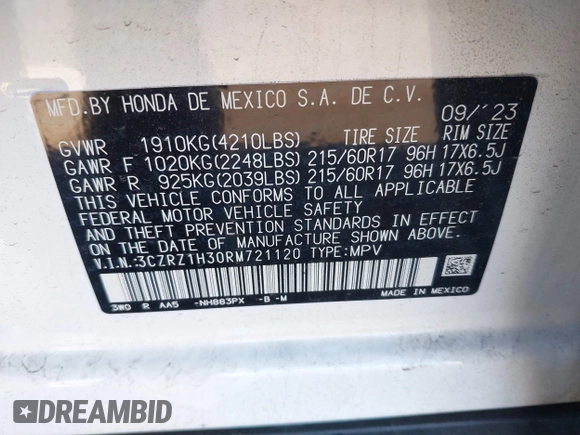 MFD.BY HONDA DE MEXICO S.A. DE C.V. 09/'23
GVWR 1910KG(4210LBS) TIRE SIZE RIM SIZE
GAWR F 1020KG(2248LBS) 215/60R17 96H 17X6.5J
GAWR R 925KG(2039LBS) 215/60R17 96H 17X6.5J
THIS VEHICLE CONFORMS TO ALL APPLICABLE
FEDERAL MOTOR VEHICLE SAFETY
AND THEFT PREVENTION STANDARDS IN EFFECT
ON THE DATE OF MANUFACTURE SHOWN ABOVE.
V.I.N.:3CZRZ1H30RM721120 TYPE:MPV
3W0 R AA5 -NH883PX -B -M
MADE IN MEXICO
DREAMBID